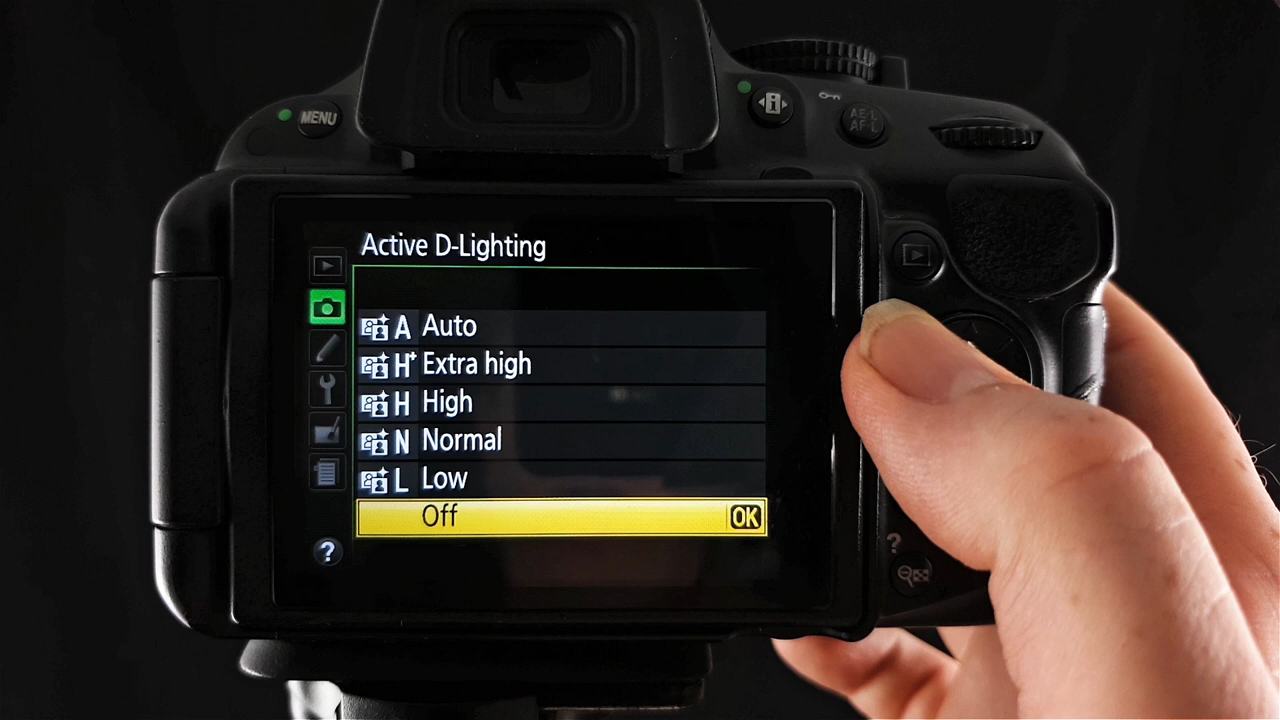 MENU
i
AE-L
AF-L
Active D-Lighting
A Auto
H+ Extra high
H High
N Normal
L Low
Off OK
?
?